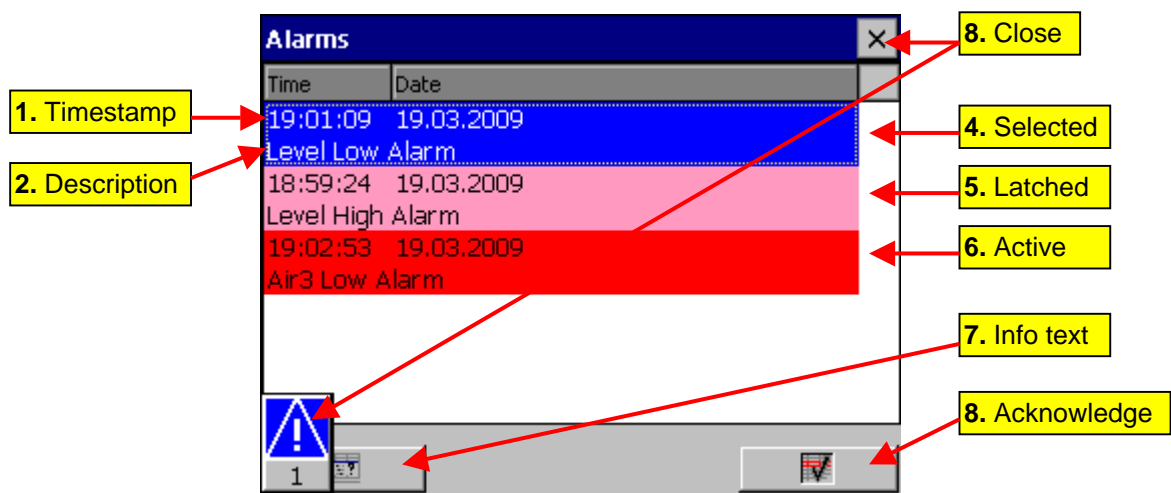 Alarms
8. Close
Time Date
1. Timestamp
19:01:09 19.03.2009
4. Selected
Level Low Alarm
2. Description
18:59:24 19.03.2009
5. Latched
Level High Alarm
19:02:53 19.03.2009
6. Active
Air3 Low Alarm
7. Info text
8. Acknowledge
1